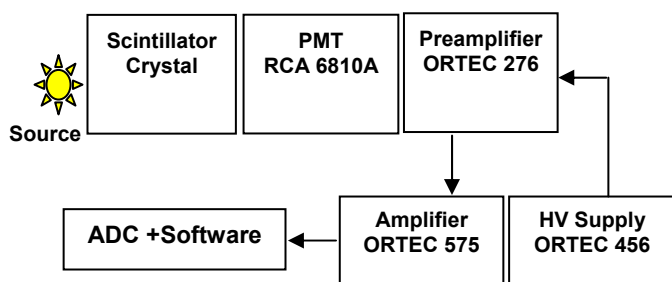 Scintillator
Crystal
PMT
RCA 6810A
Preamplifier
ORTEC 276
Source
ADC +Software
Amplifier
ORTEC 575
HV Supply
ORTEC 456